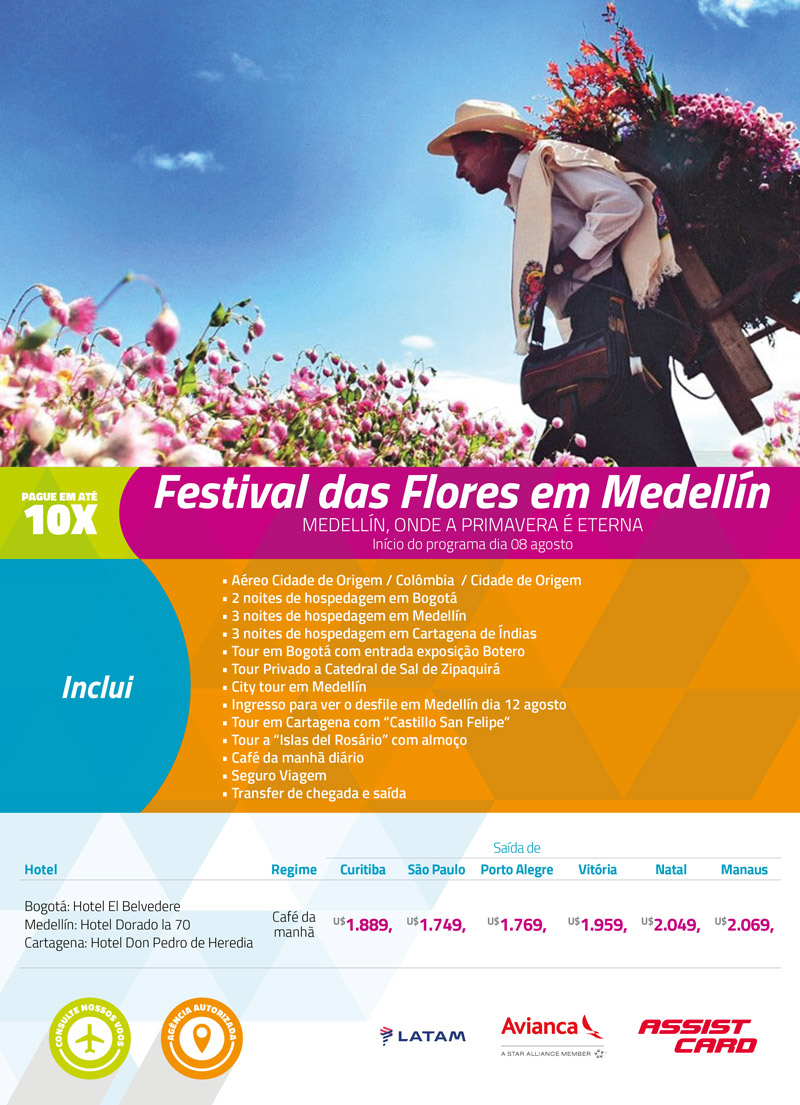 PAGUE EM ATÉ
10X
Festival das Flores em Medellín
MEDELLÍN, ONDE A PRIMAVERA É ETERNA
Início do programa dia 08 agosto
Inclui
• Aéreo Cidade de Origem / Colômbia / Cidade de Origem
• 2 noites de hospedagem em Bogotá
• 3 noites de hospedagem em Medellín
• 3 noites de hospedagem em Cartagena de Índias
• Tour em Bogotá com entrada exposição Botero
• Tour Privado a Catedral de Sal de Zipaquirá
• City tour em Medellín
• Ingresso para ver o desfile em Medellín dia 12 agosto
• Tour em Cartagena com “Castillo San Felipe”
• Tour a “Islas del Rosário” com almoço
• Café da manhã diário
• Seguro Viagem
• Transfer de chegada e saída
Saída de
Hotel Regime Curitiba São Paulo Porto Alegre Vitória Natal Manaus
Bogotá: Hotel El Belvedere
Medellín: Hotel Dorado la 70
Cartagena: Hotel Don Pedro de Heredia
Café da
manhã
U$1.889, U$1.749, U$1.769, U$1.959, U$2.049, U$2.069,
CONSULTE NOSSOS VOOS
AGÊNCIA AUTORIZADA
LATAM
Avianca
A STAR ALLIANCE MEMBER
ASSIST
CARD